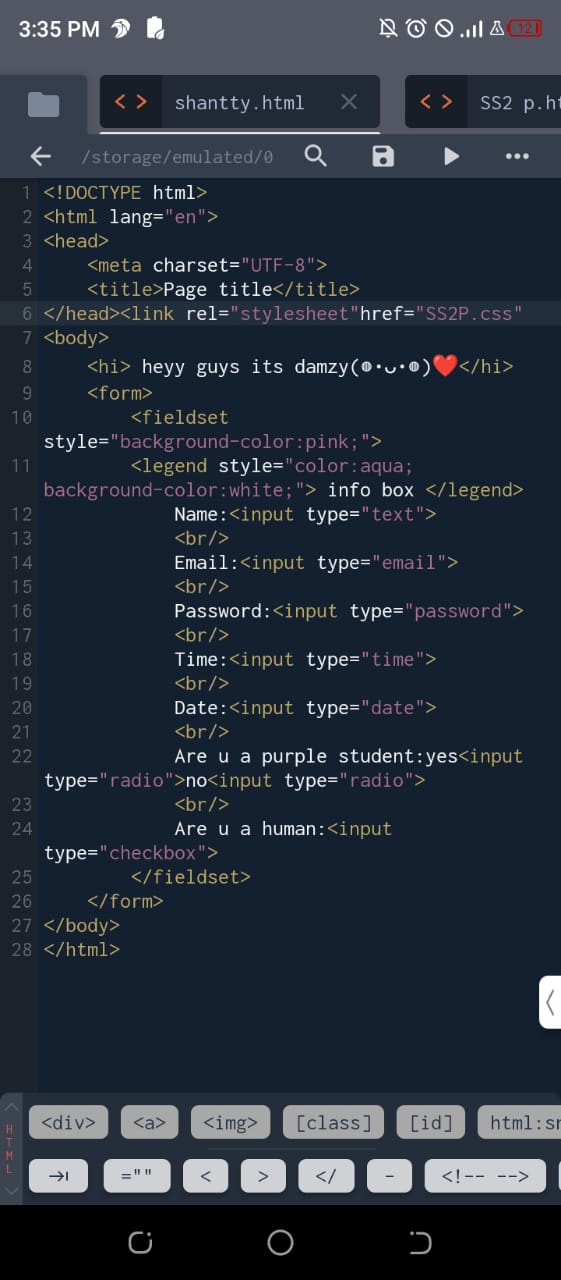 3:35 PM
12
shantty.html
SS2 p.ht
/storage/emulated/0
1 <!DOCTYPE html>
2 <html lang="en">
3 <head>
4 <meta charset="UTF-8">
5 <title>Page title</title>
6 </head><link rel="stylesheet"href="SS2P.css"
7 <body>
8 <hi> heyy guys its damzy(◍•ᴗ•◍)❤️</hi>
9 <form>
10 <fieldset
style="background-color:pink;">
11 <legend style="color:aqua;
background-color:white;"> info box </legend>
12 Name:<input type="text">
13 <br/>
14 Email:<input type="email">
15 <br/>
16 Password:<input type="password">
17 <br/>
18 Time:<input type="time">
19 <br/>
20 Date:<input type="date">
21 <br/>
22 Are u a purple student:yes<input
type="radio">no<input type="radio">
23 <br/>
24 Are u a human:<input
type="checkbox">
25 </fieldset>
26 </form>
27 </body>
28 </html>
HTML
<div> <a> <img> [class] [id] html:sn
="" < > </ - <!-- -->